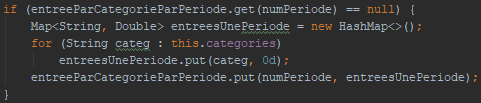 if (entreeParCategorieParPeriode.get(numPeriode) == null) {
Map<String, Double> entreesUnePeriode = new HashMap<>();
for (String categ : this.categories)
entreesUnePeriode.put(categ, 0d);
entreeParCategorieParPeriode.put(numPeriode, entreesUnePeriode);
}